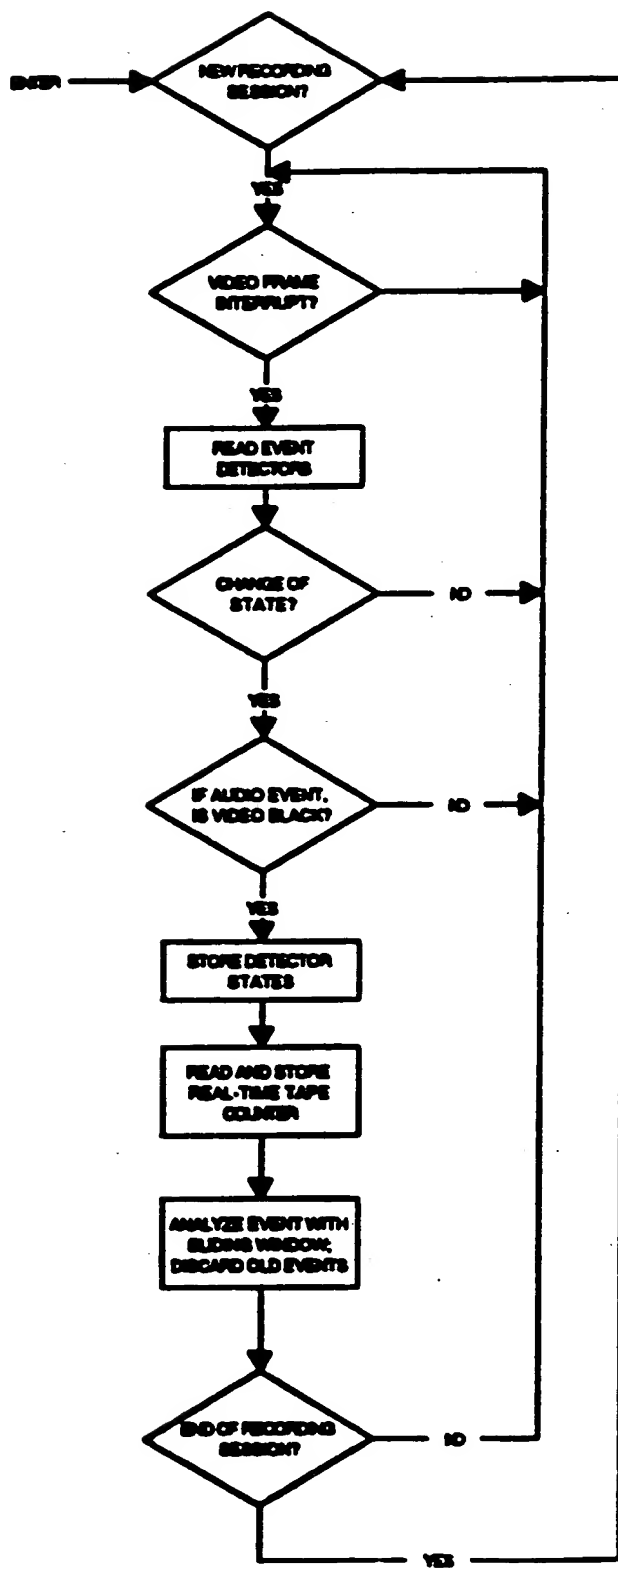 NEW RECORDING
SESSION?
ENTER
YES
VIDEO FRAME
INTERRUPT?
YES
READ EVENT
DETECTORS
CHANGE OF
STATE?
NO
YES
IF AUDIO EVENT,
IS VIDEO BLACK?
NO
YES
STORE DETECTOR
STATES
READ AND STORE
REAL-TIME TAPE
COUNTER
ANALYZE EVENT WITH
SLIDING WINDOW;
DISCARD OLD EVENTS
END OF RECORDING
SESSION?
NO
YES